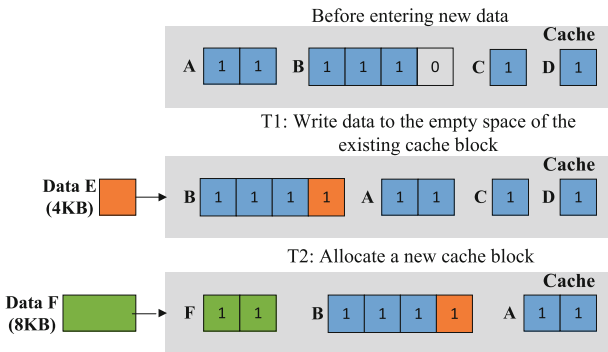 Before entering new data
Cache
A 1 1 B 1 1 1 0 C 1 D 1
T1: Write data to the empty space of the
existing cache block
Cache
Data E
(4KB)
B 1 1 1 1 A 1 1 C 1 D 1
T2: Allocate a new cache block
Cache
Data F
(8KB)
F 1 1 B 1 1 1 1 A 1 1